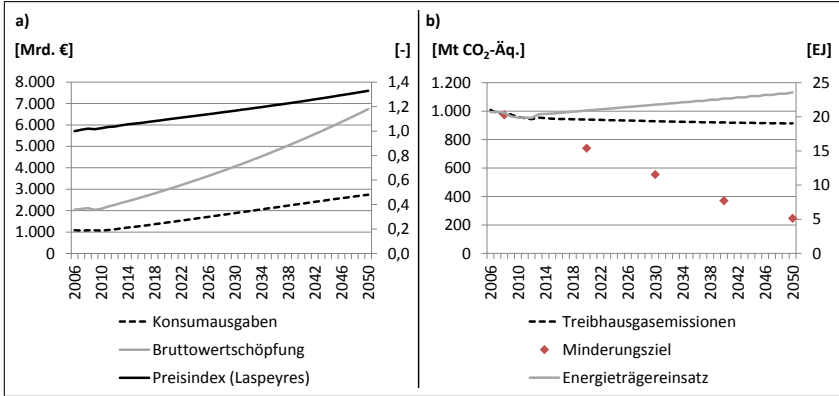 a)
[Mrd. €] [-]
8.000 1,4
7.000 1,2
6.000 1,0
5.000 0,8
4.000 0,6
3.000 0,4
2.000 0,2
1.000 0,0
0
2006 2010 2014 2018 2022 2026 2030 2034 2038 2042 2046 2050
Konsumausgaben
Bruttowertschöpfung
Preisindex (Laspeyres)
b)
[Mt CO₂-Äq.] [EJ]
1.200 25
1.000 20
800 15
600 10
400 5
200 0
0
2006 2010 2014 2018 2022 2026 2030 2034 2038 2042 2046 2050
Treibhausgasemissionen
Minderungsziel
Energieträgereinsatz